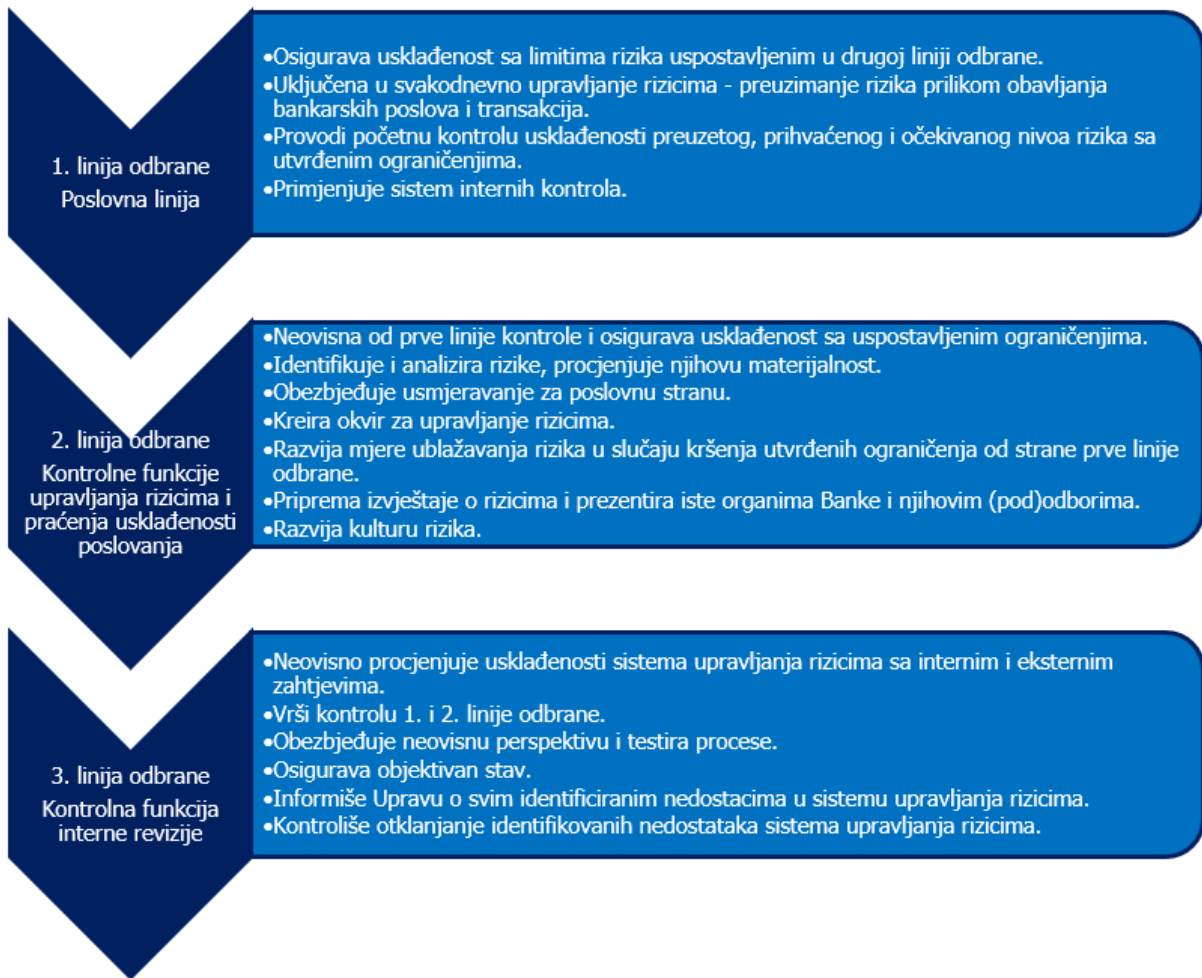 1. linija odbrane
Poslovna linija
•Osigurava usklađenost sa limitima rizika uspostavljenim u drugoj liniji odbrane.
•Uključena u svakodnevno upravljanje rizicima - preuzimanje rizika prilikom obavljanja
bankarskih poslova i transakcija.
•Provodi početnu kontrolu usklađenosti preuzetog, prihvaćenog i očekivanog nivoa rizika sa
utvrđenim ograničenjima.
•Primjenjuje sistem internih kontrola.
2. linija odbrane
Kontrolne funkcije
upravljanja rizicima i
praćenja usklađenosti
poslovanja
•Neovisna od prve linije kontrole i osigurava usklađenost sa uspostavljenim ograničenjima.
•Identifikuje i analizira rizike, procjenjuje njihovu materijalnost.
•Obezbjeđuje usmjeravanje za poslovnu stranu.
•Kreira okvir za upravljanje rizicima.
•Razvija mjere ublažavanja rizika u slučaju kršenja utvrđenih ograničenja od strane prve linije
odbrane.
•Priprema izvještaje o rizicima i prezentira iste organima Banke i njihovim (pod)odborima.
•Razvija kulturu rizika.
3. linija odbrane
Kontrolna funkcija
interne revizije
•Neovisno procjenjuje usklađenosti sistema upravljanja rizicima sa internim i eksternim
zahtjevima.
•Vrši kontrolu 1. i 2. linije odbrane.
•Obezbjeđuje neovisnu perspektivu i testira procese.
•Osigurava objektivan stav.
•Informiše Upravu o svim identificiranim nedostacima u sistemu upravljanja rizicima.
•Kontroliše otklanjanje identifikovanih nedostataka sistema upravljanja rizicima.